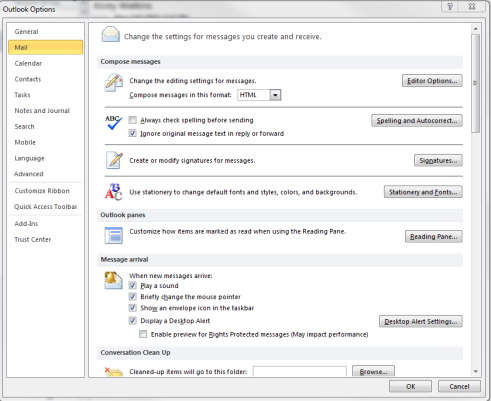 Outlook Options
General
Mail
Calendar
Contacts
Tasks
Notes and Journal
Search
Mobile
Language
Advanced
Customize Ribbon
Quick Access Toolbar
Add-Ins
Trust Center
Change the settings for messages you create and receive.
Compose messages
Change the editing settings for messages.
Editor Options...
Compose messages in this format: HTML
ABC
Always check spelling before sending
Spelling and Autocorrect...
Ignore original message text in reply or forward
Create or modify signatures for messages.
Signatures...
Use stationery to change default fonts and styles, colors, and backgrounds.
Stationery and Fonts...
Outlook panes
Customize how items are marked as read when using the Reading Pane.
Reading Pane...
Message arrival
When new messages arrive:
Play a sound
Briefly change the mouse pointer
Show an envelope icon in the taskbar
Display a Desktop Alert
Desktop Alert Settings...
Enable preview for Rights Protected messages (May impact performance)
Conversation Clean Up
Cleaned-up items will go to this folder:
Browse...
OK
Cancel